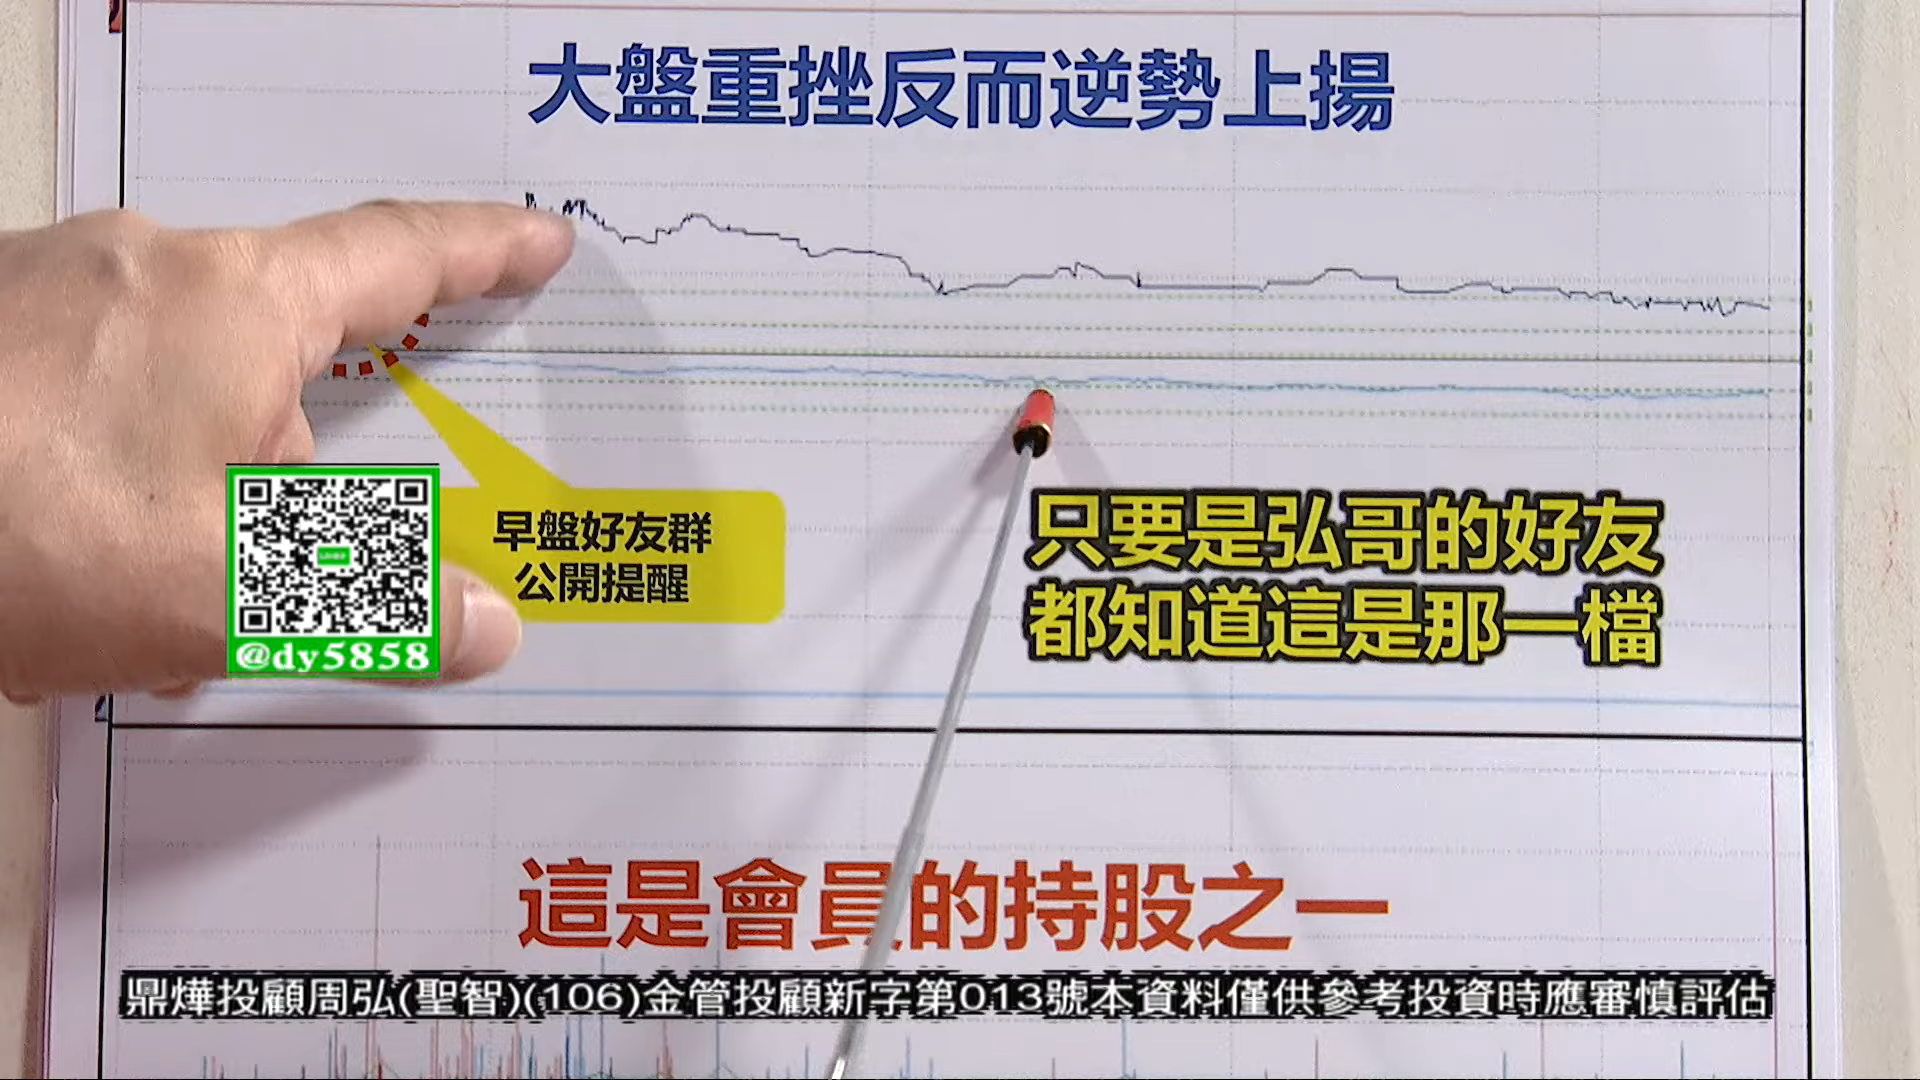 大盤重挫反而逆勢上揚
早盤好友群
公開提醒
@dy5858
只要是弘哥的好友
都知道這是那一檔
這是會員的持股之一
鼎燁投顧周弘(聖智)(106)金管投顧新字第013號本資料僅供參考投資時應審慎評估